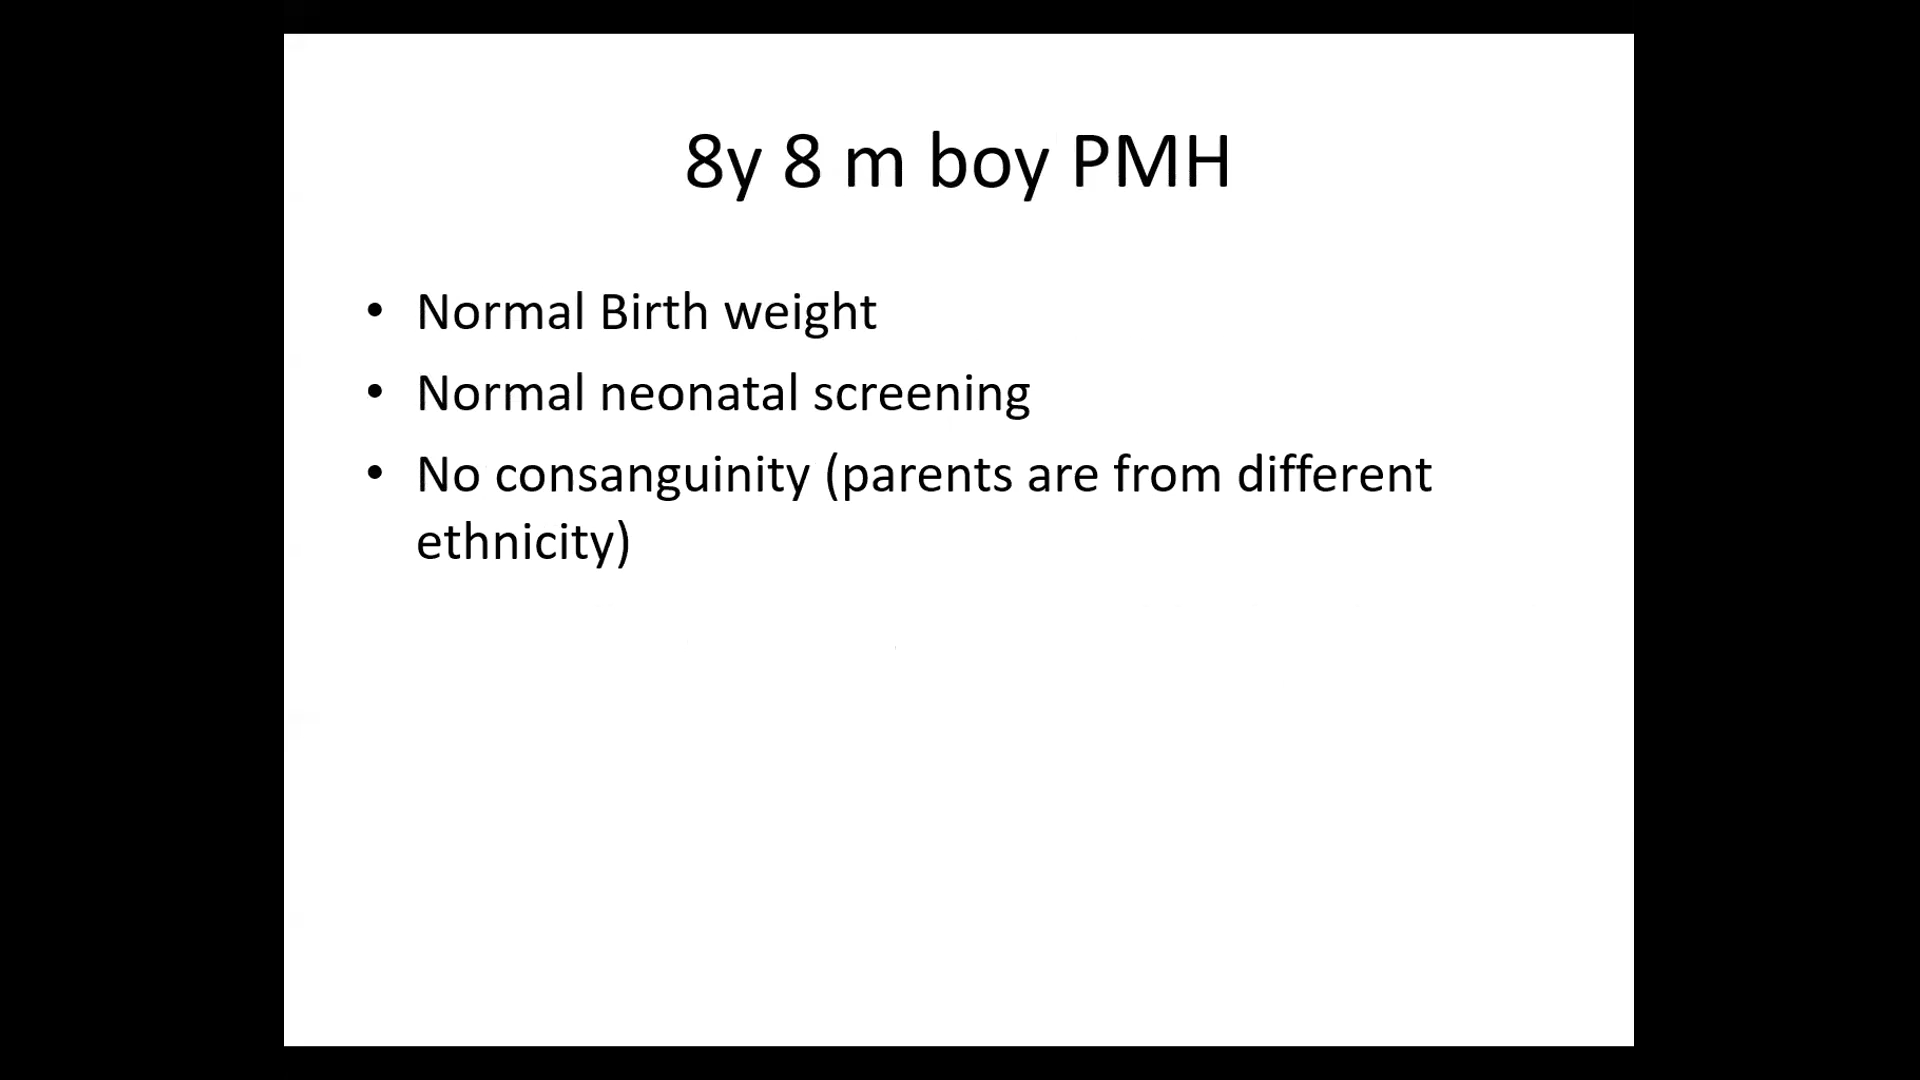 8y 8 m boy PMH
• Normal Birth weight
• Normal neonatal screening
• No consanguinity (parents are from different
ethnicity)